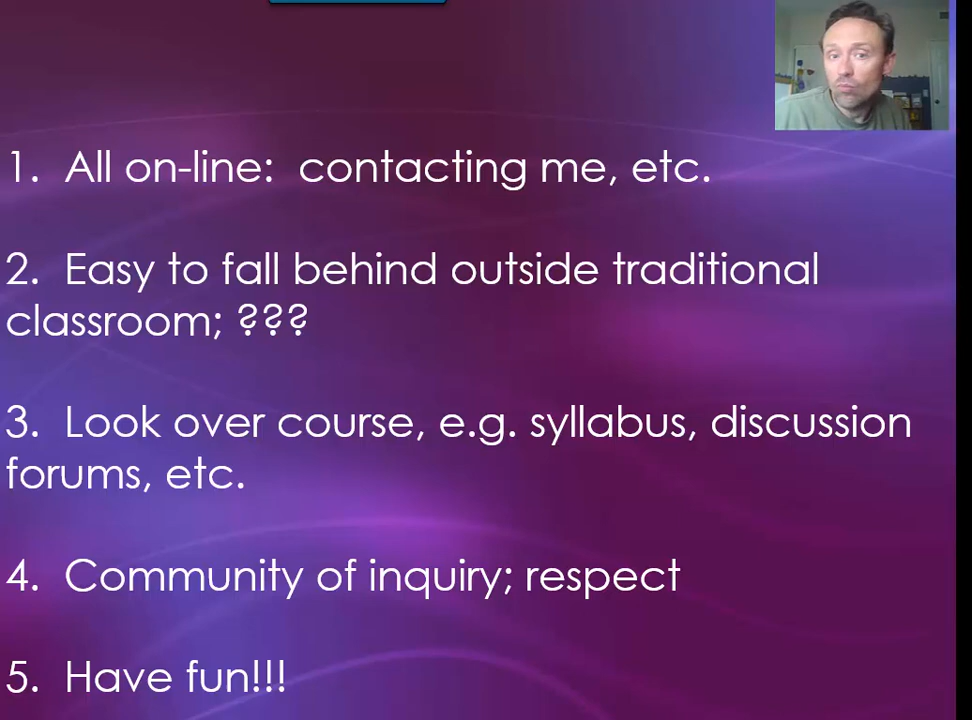 1.  All on-line:  contacting me, etc.
2.  Easy to fall behind outside traditional
classroom; ???
3.  Look over course, e.g. syllabus, discussion
forums, etc.
4.  Community of inquiry; respect
5.  Have fun!!!